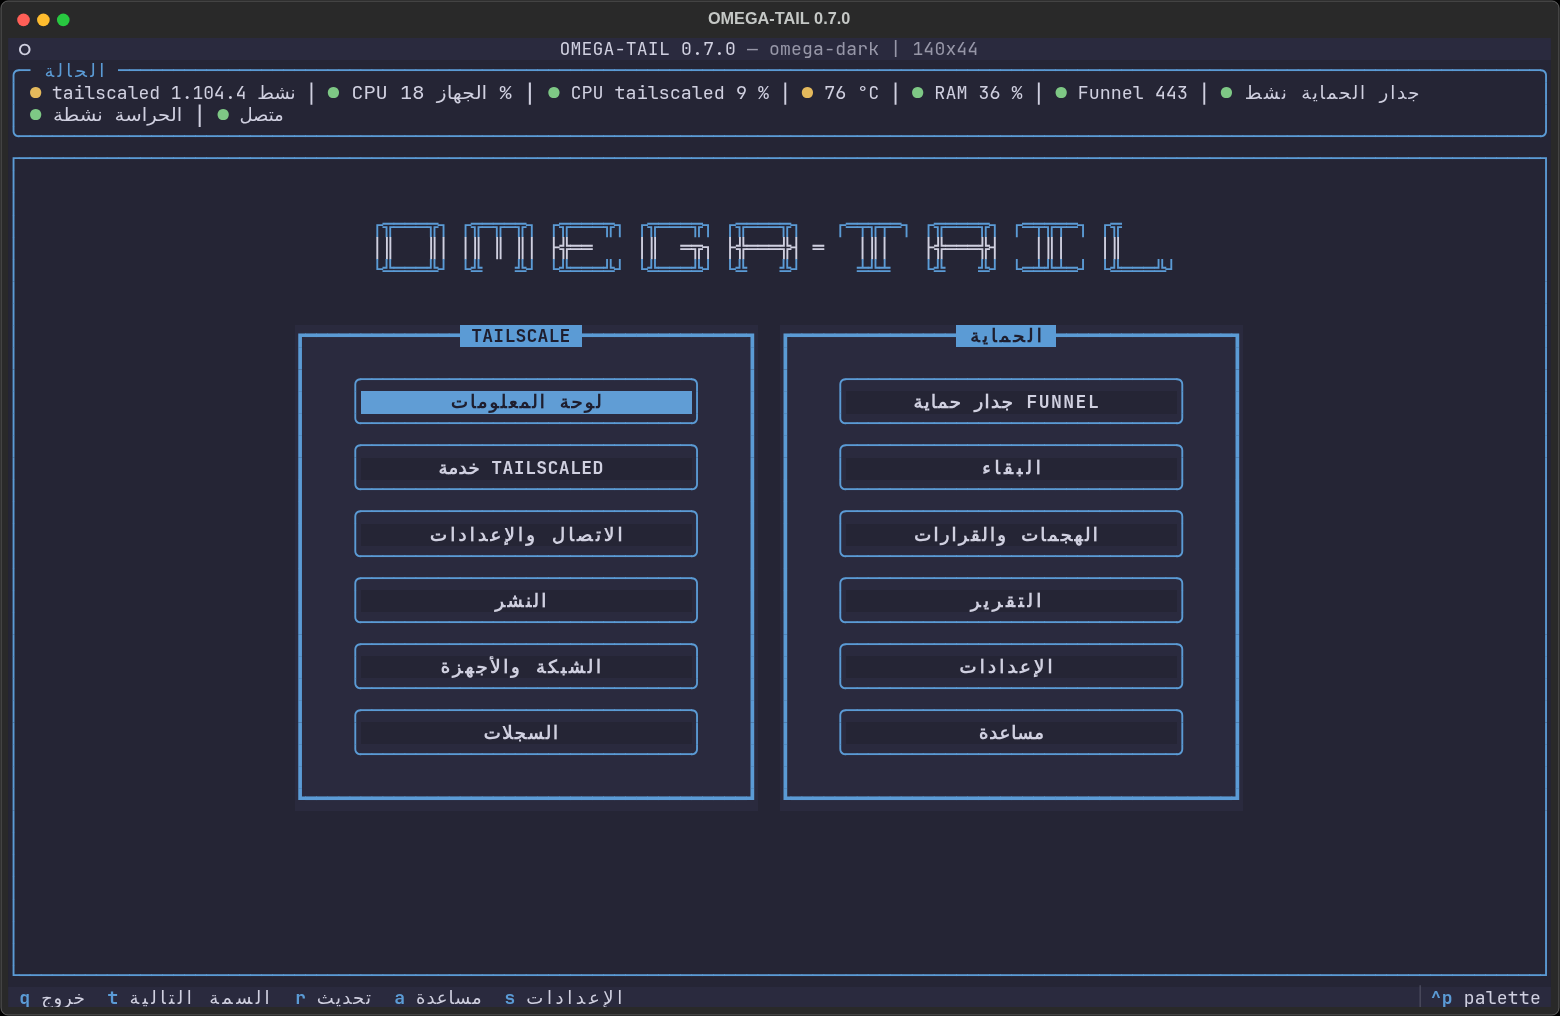 OMEGA-TAIL 0.7.0
OMEGA-TAIL 0.7.0 — omega-dark | 140x44
الحالة
tailscaled 1.104.4 نشط | CPU الجهاز 18 % | CPU tailscaled 9 % | 76 °C | RAM 36 % | Funnel 443 | جدار الحماية نشط
الحراسة نشطة | متصل
OMEGA-TAIL
TAILSCALE
لوحة المعلومات
خدمة TAILSCALED
الاتصال والإعدادات
النشر
الشبكة والأجهزة
السجلات
الحماية
جدار حماية FUNNEL
البقاء
الهجمات والقرارات
التقرير
الإعدادات
مساعدة
q خروج t السمة التالية r تحديث a مساعدة s الإعدادات ^p palette